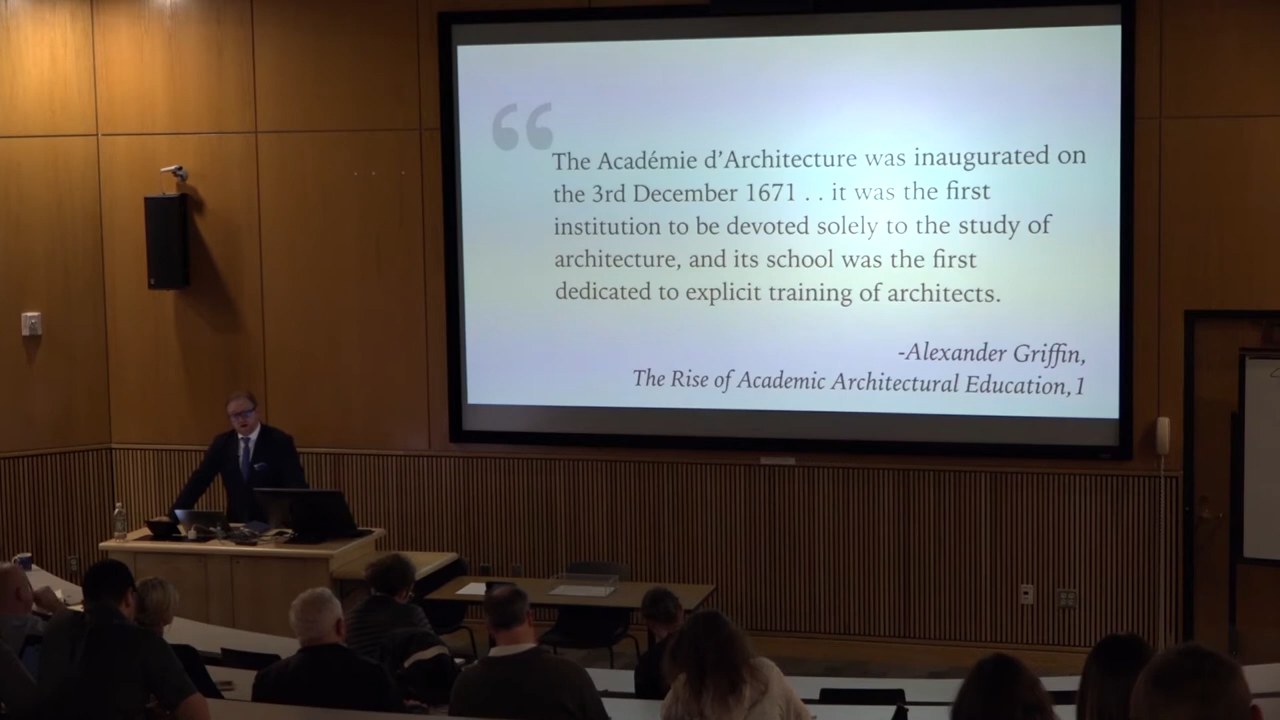 “
The Académie d’Architecture was inaugurated on
the 3rd December 1671 . . it was the first
institution to be devoted solely to the study of
architecture, and its school was the first
dedicated to explicit training of architects.
-Alexander Griffin,
The Rise of Academic Architectural Education, 1